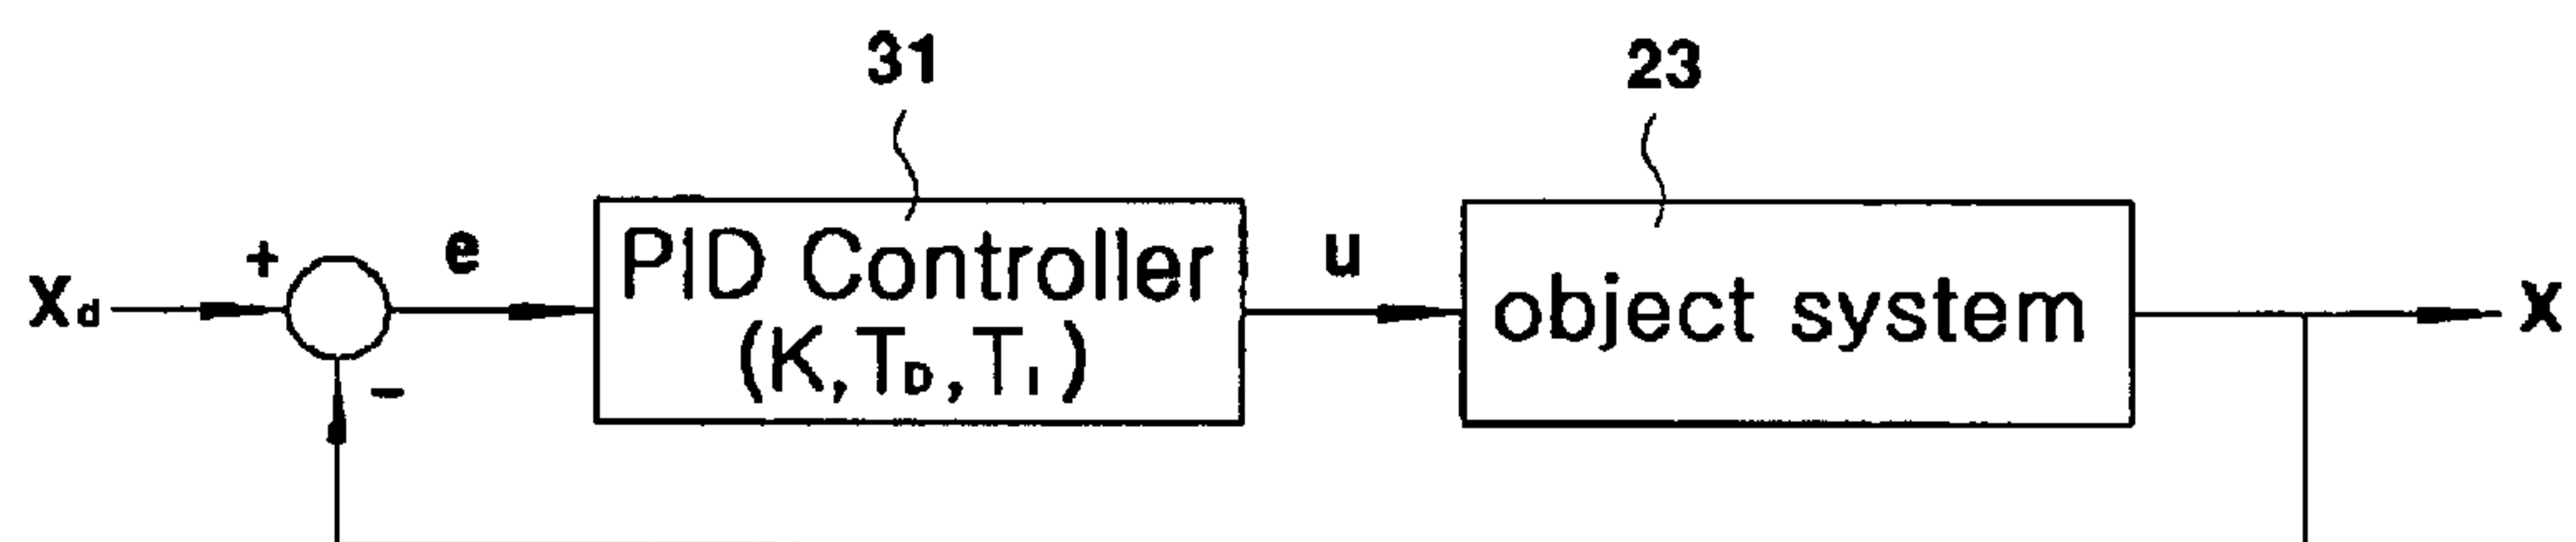 31
23
+
e
PID Controller
u
Xd
object system
X
(K,TD,TI)
-